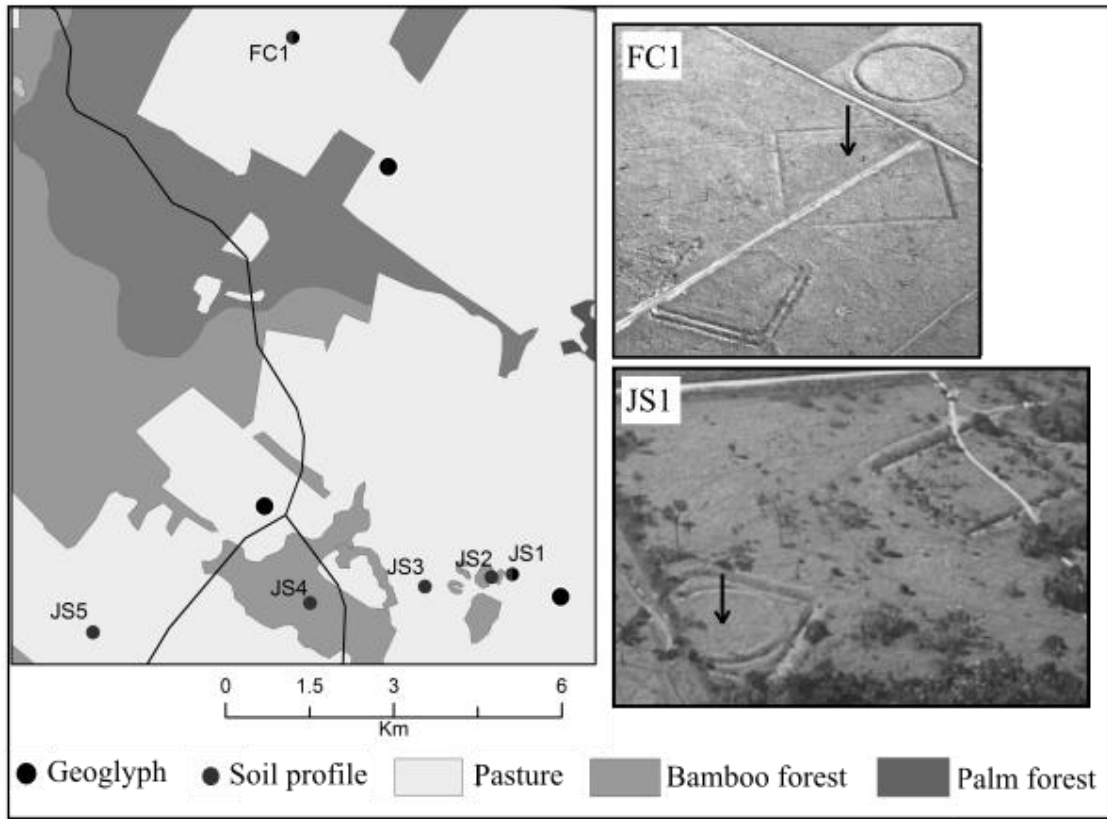 FC1
JS1
JS2
JS3
JS4
JS5
0 1.5 3 6
Km
FC1
JS1
Geoglyph
Soil profile
Pasture
Bamboo forest
Palm forest